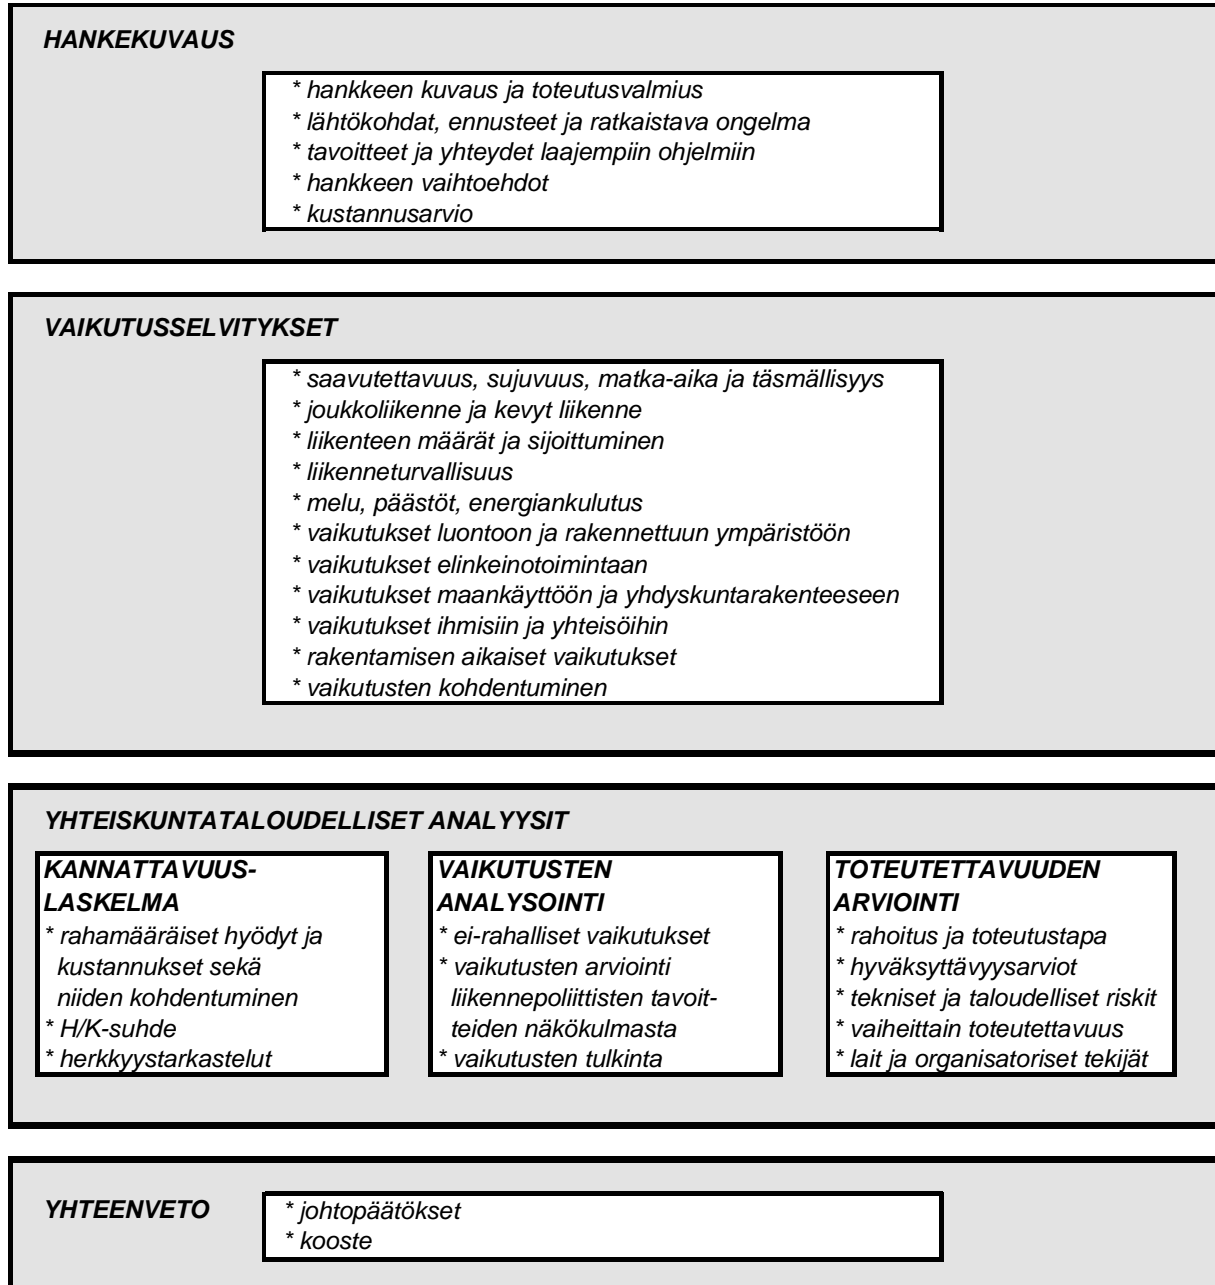 HANKEKUVAUS
* hankkeen kuvaus ja toteutusvalmius
* lähtökohdat, ennusteet ja ratkaistava ongelma
* tavoitteet ja yhteydet laajempiin ohjelmiin
* hankkeen vaihtoehdot
* kustannusarvio
VAIKUTUSSELVITYKSET
* saavutettavuus, sujuvuus, matka-aika ja täsmällisyys
* joukkoliikenne ja kevyt liikenne
* liikenteen määrät ja sijoittuminen
* liikenneturvallisuus
* melu, päästöt, energiankulutus
* vaikutukset luontoon ja rakennettuun ympäristöön
* vaikutukset elinkeinotoimintaan
* vaikutukset maankäyttöön ja yhdyskuntarakenteeseen
* vaikutukset ihmisiin ja yhteisöihin
* rakentamisen aikaiset vaikutukset
* vaikutusten kohdentuminen
YHTEISKUNTATALOUDELLISET ANALYYSIT
KANNATTAVUUS-
LASKELMA
* rahamääräiset hyödyt ja
kustannukset sekä
niiden kohdentuminen
* H/K-suhde
* herkkyystarkastelut
VAIKUTUSTEN
ANALYSOINTI
* ei-rahalliset vaikutukset
* vaikutusten arviointi
liikennepoliittisten tavoit-
teiden näkökulmasta
* vaikutusten tulkinta
TOTEUTETTAVUUDEN
ARVIOINTI
* rahoitus ja toteutustapa
* hyväksyttävyysarviot
* tekniset ja taloudelliset riskit
* vaiheittain toteutettavuus
* lait ja organisatoriset tekijät
YHTEENVETO
* johtopäätökset
* kooste